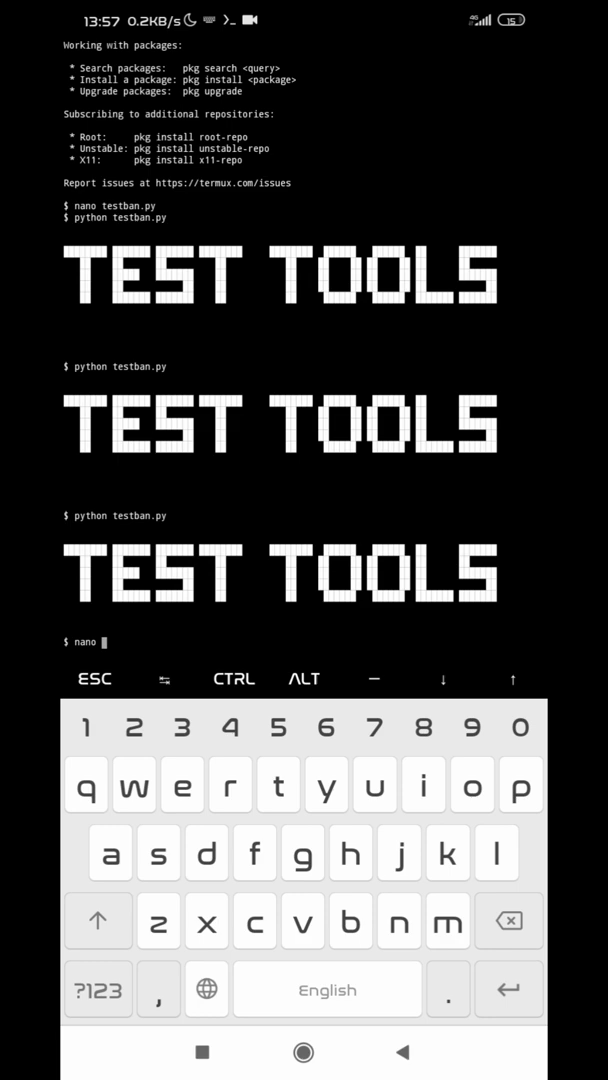 13:57 0.2KB/s 4G 15
Working with packages:
* Search packages: pkg search <query>
* Install a package: pkg install <package>
* Upgrade packages: pkg upgrade
Subscribing to additional repositories:
* Root: pkg install root-repo
* Unstable: pkg install unstable-repo
* X11: pkg install x11-repo
Report issues at https://termux.com/issues
$ nano testban.py
$ python testban.py
TEST TOOLS
$ python testban.py
TEST TOOLS
$ python testban.py
TEST TOOLS
$ nano
ESC CTRL ALT — ↓ ↑
1 2 3 4 5 6 7 8 9 0
q w e r t y u i o p
a s d f g h j k l
z x c v b n m
?123 , English .